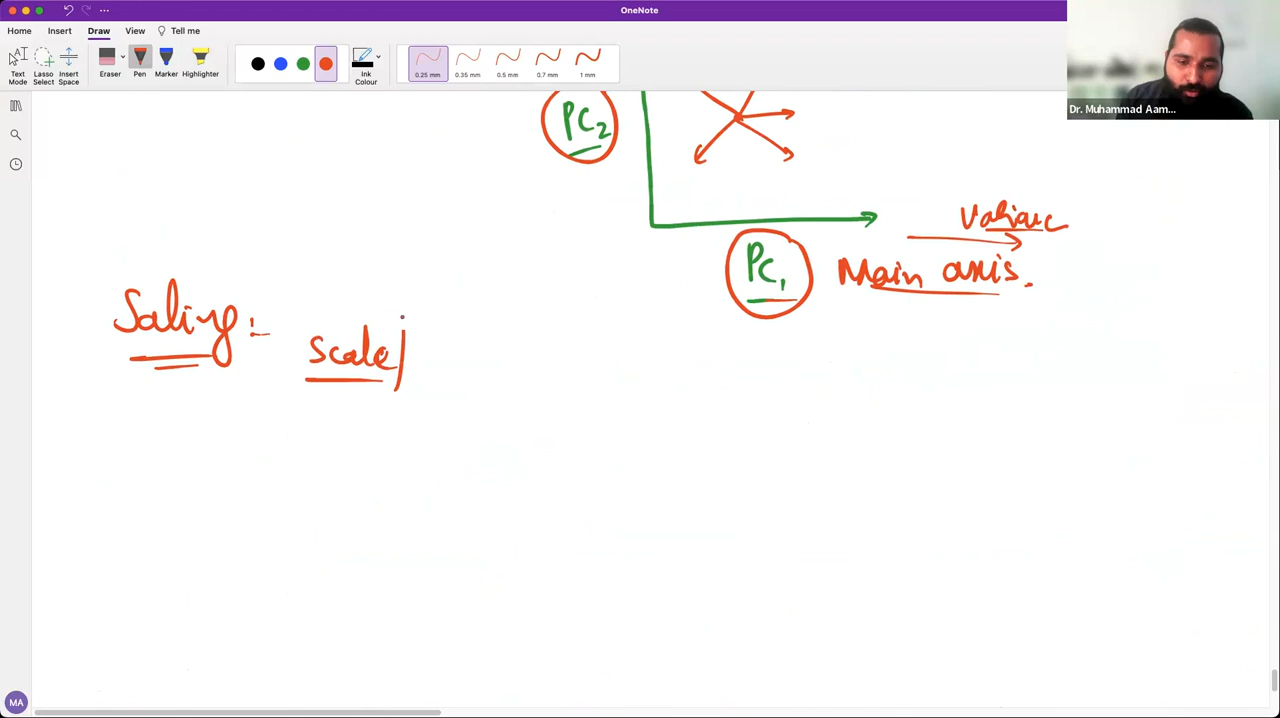 OneNote
Home Insert Draw View Tell me
Text Mode
Lasso Select
Insert Space
Eraser
Pen
Marker
Highlighter
Ink Colour
0.25 mm
0.35 mm
0.5 mm
0.7 mm
1 mm
Dr. Muhammad Aam...
PC2
Varianc
PC1 Main axis.
Saling:- scale/
MA